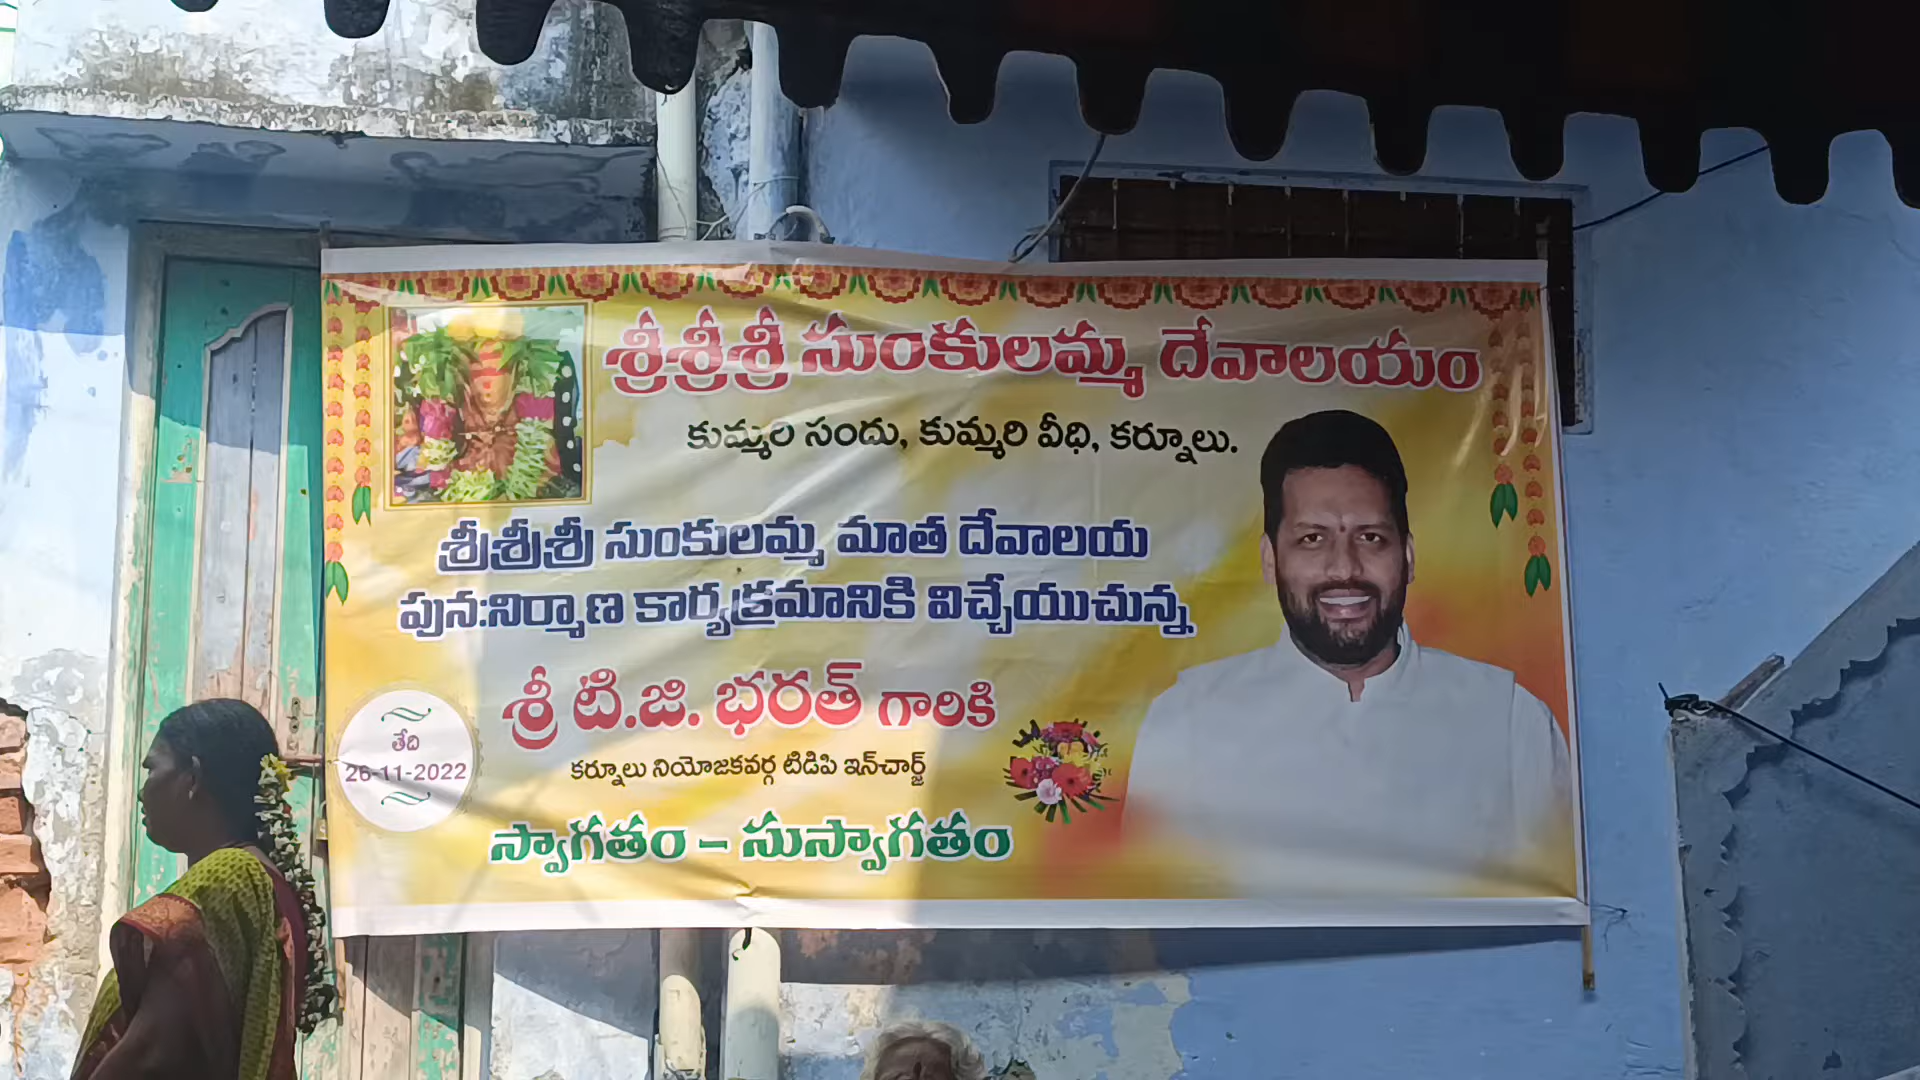 శ్రీశ్రీశ్రీ సుంకులమ్మ దేవాలయం
కుమ్మరి సందు, కుమ్మరి వీధి, కర్నూలు.
శ్రీశ్రీశ్రీ సుంకులమ్మ మాత దేవాలయ
పున:నిర్మాణ కార్యక్రమానికి విచ్చేయుచున్న
శ్రీ టి.జి. భరత్ గారికి
కర్నూలు నియోజకవర్గ టిడిపి ఇన్‌చార్జ్
తేది
26-11-2022
స్వాగతం – సుస్వాగతం